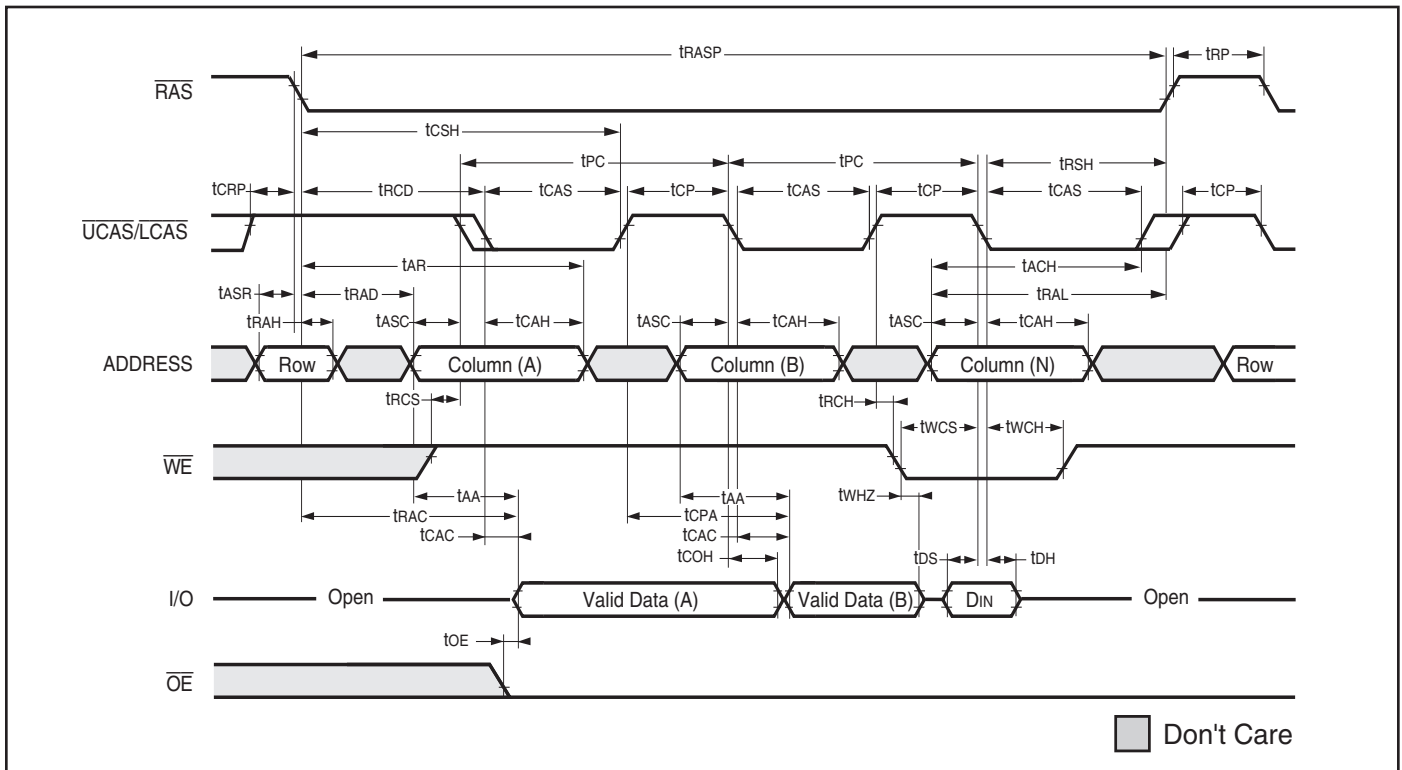 tRASP
tRP
RAS
tCSH
tPC
tPC
tRSH
tCRP
tRCD
tCAS
tCP
tCAS
tCP
tCAS
tCP
UCAS/LCAS
tAR
tACH
tASR
tRAD
tRAL
tRAH
tASC
tCAH
tASC
tCAH
tASC
tCAH
ADDRESS
Row
Column (A)
Column (B)
Column (N)
Row
tRCS
tRCH
tWCS
tWCH
WE
tAA
tAA
tWHZ
tRAC
tCPA
tCAC
tCAC
tCOH
tDS
tDH
I/O
Open
Valid Data (A)
Valid Data (B)
DIN
Open
tOE
OE
Don't Care